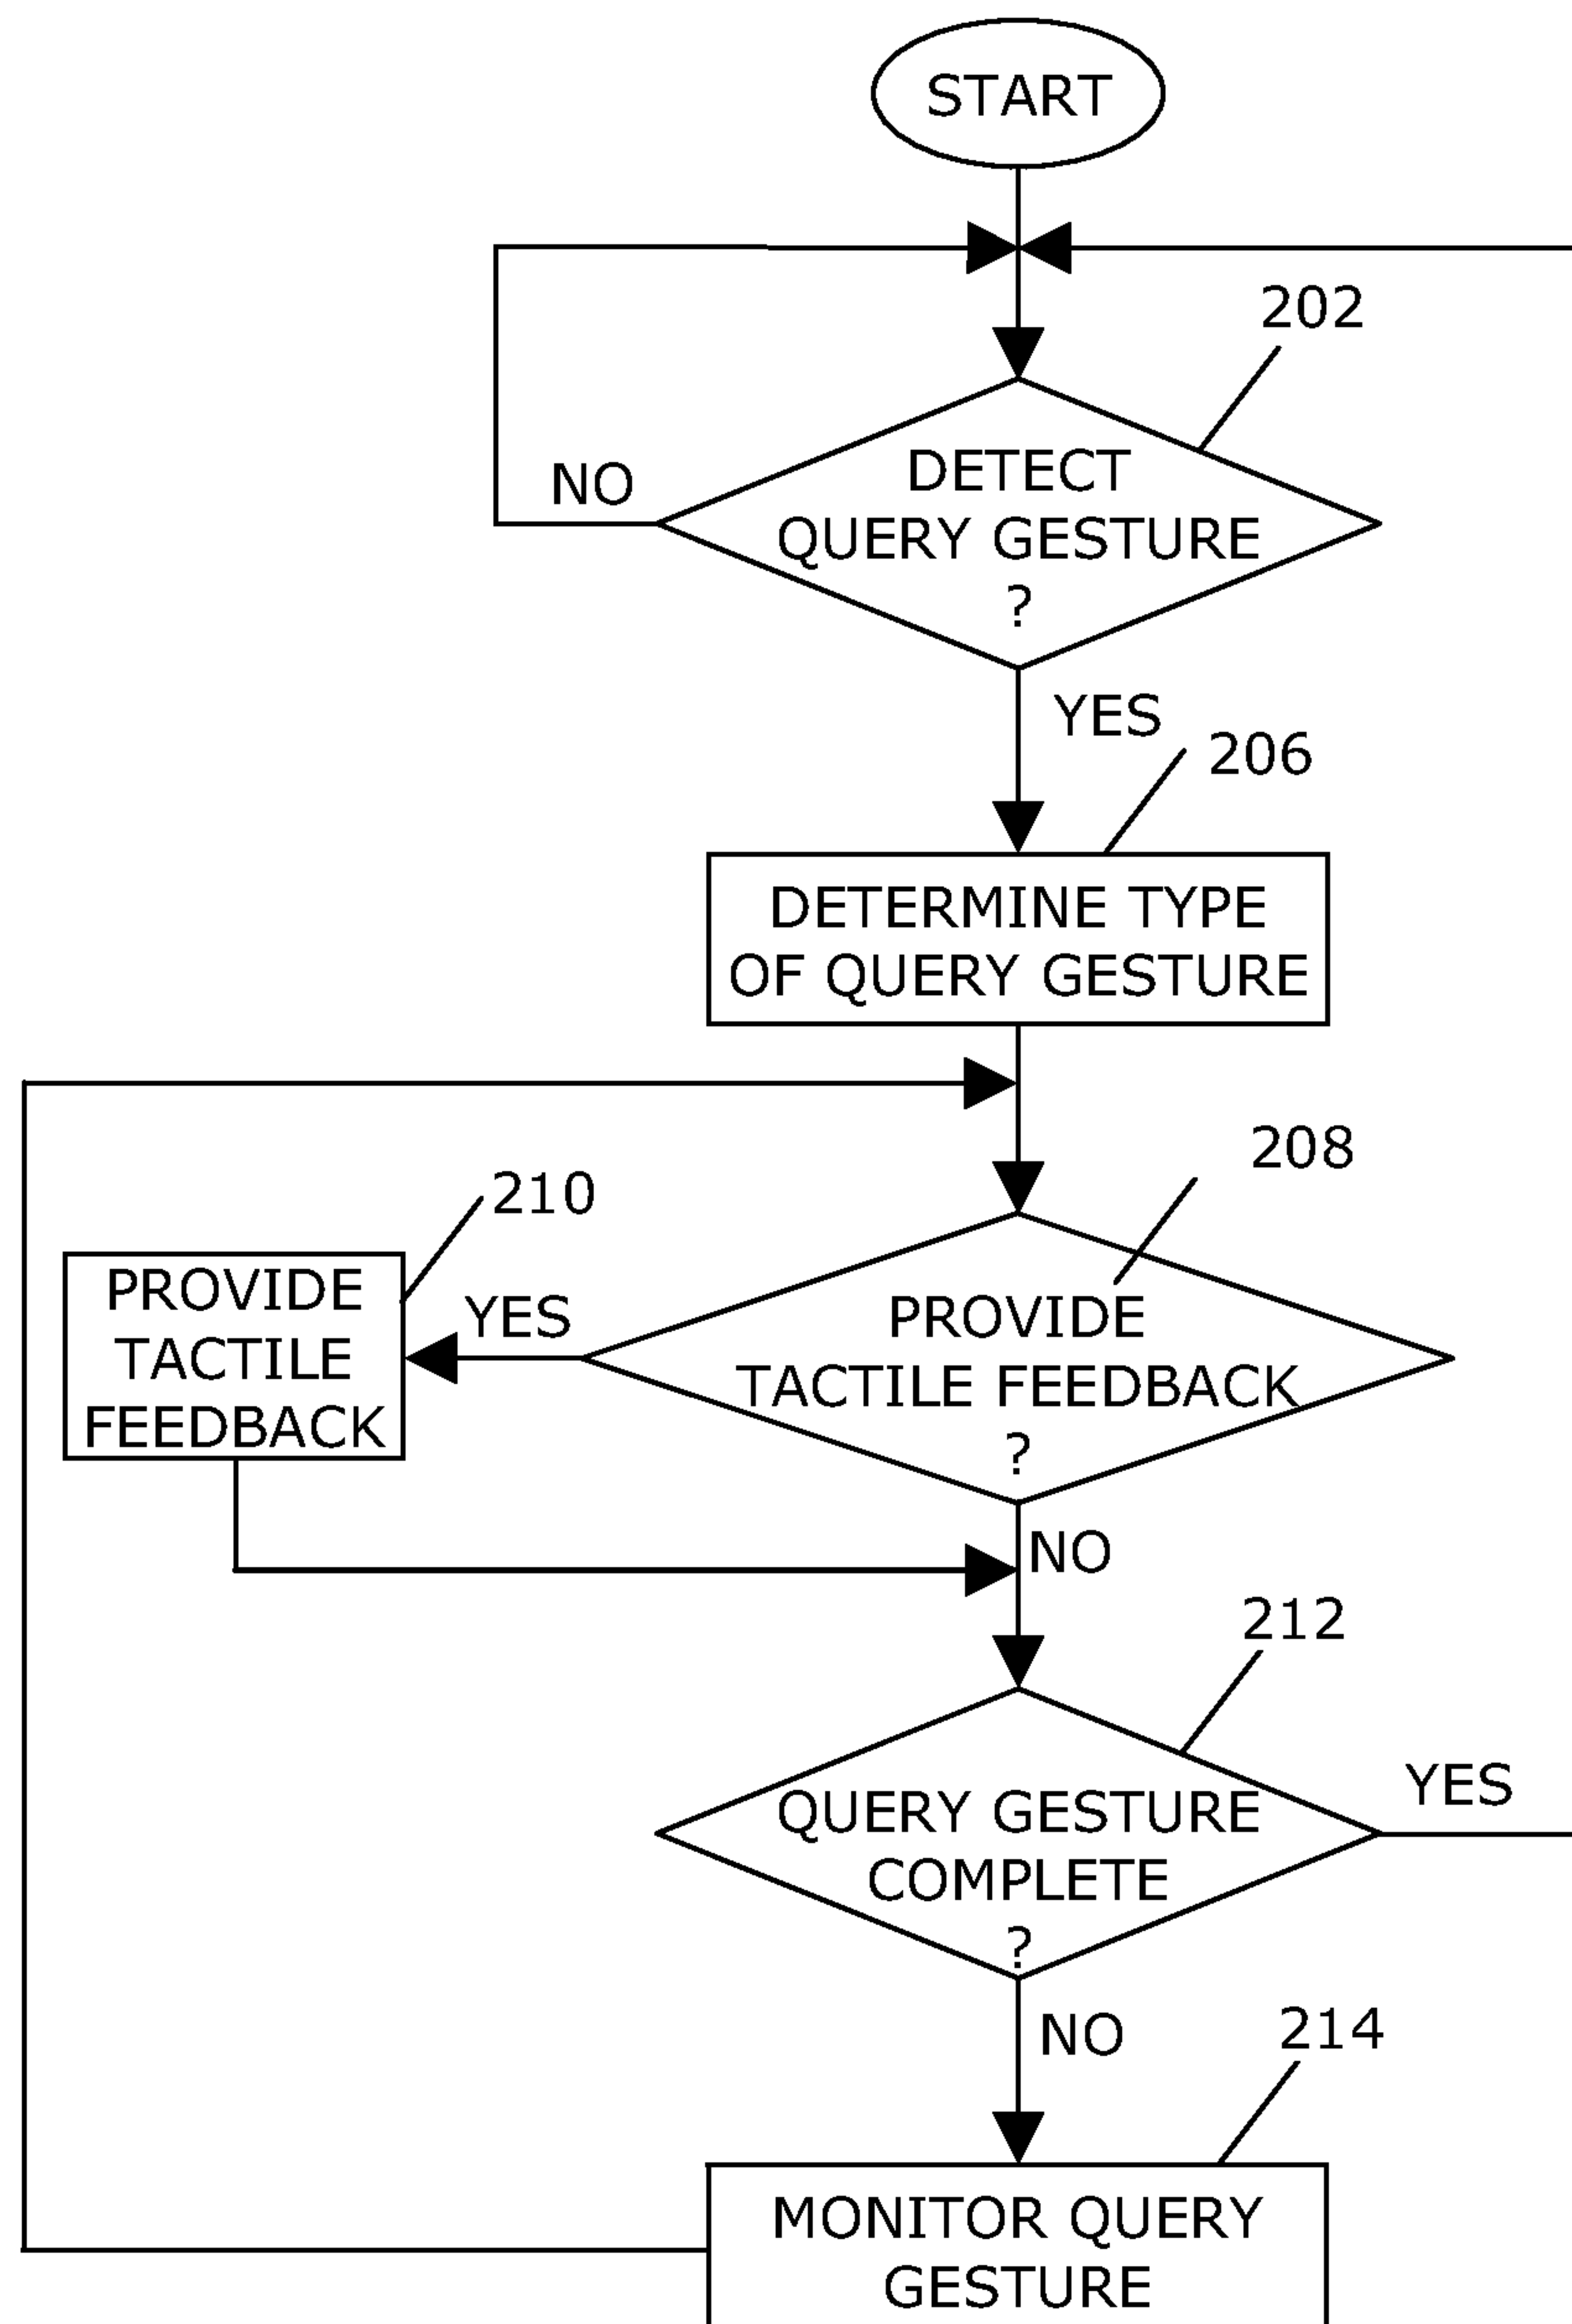 START
202
DETECT
QUERY GESTURE
?
NO
YES
206
DETERMINE TYPE
OF QUERY GESTURE
208
210
PROVIDE
TACTILE
FEEDBACK
YES
PROVIDE
TACTILE FEEDBACK
?
NO
212
QUERY GESTURE
COMPLETE
?
YES
NO
214
MONITOR QUERY
GESTURE